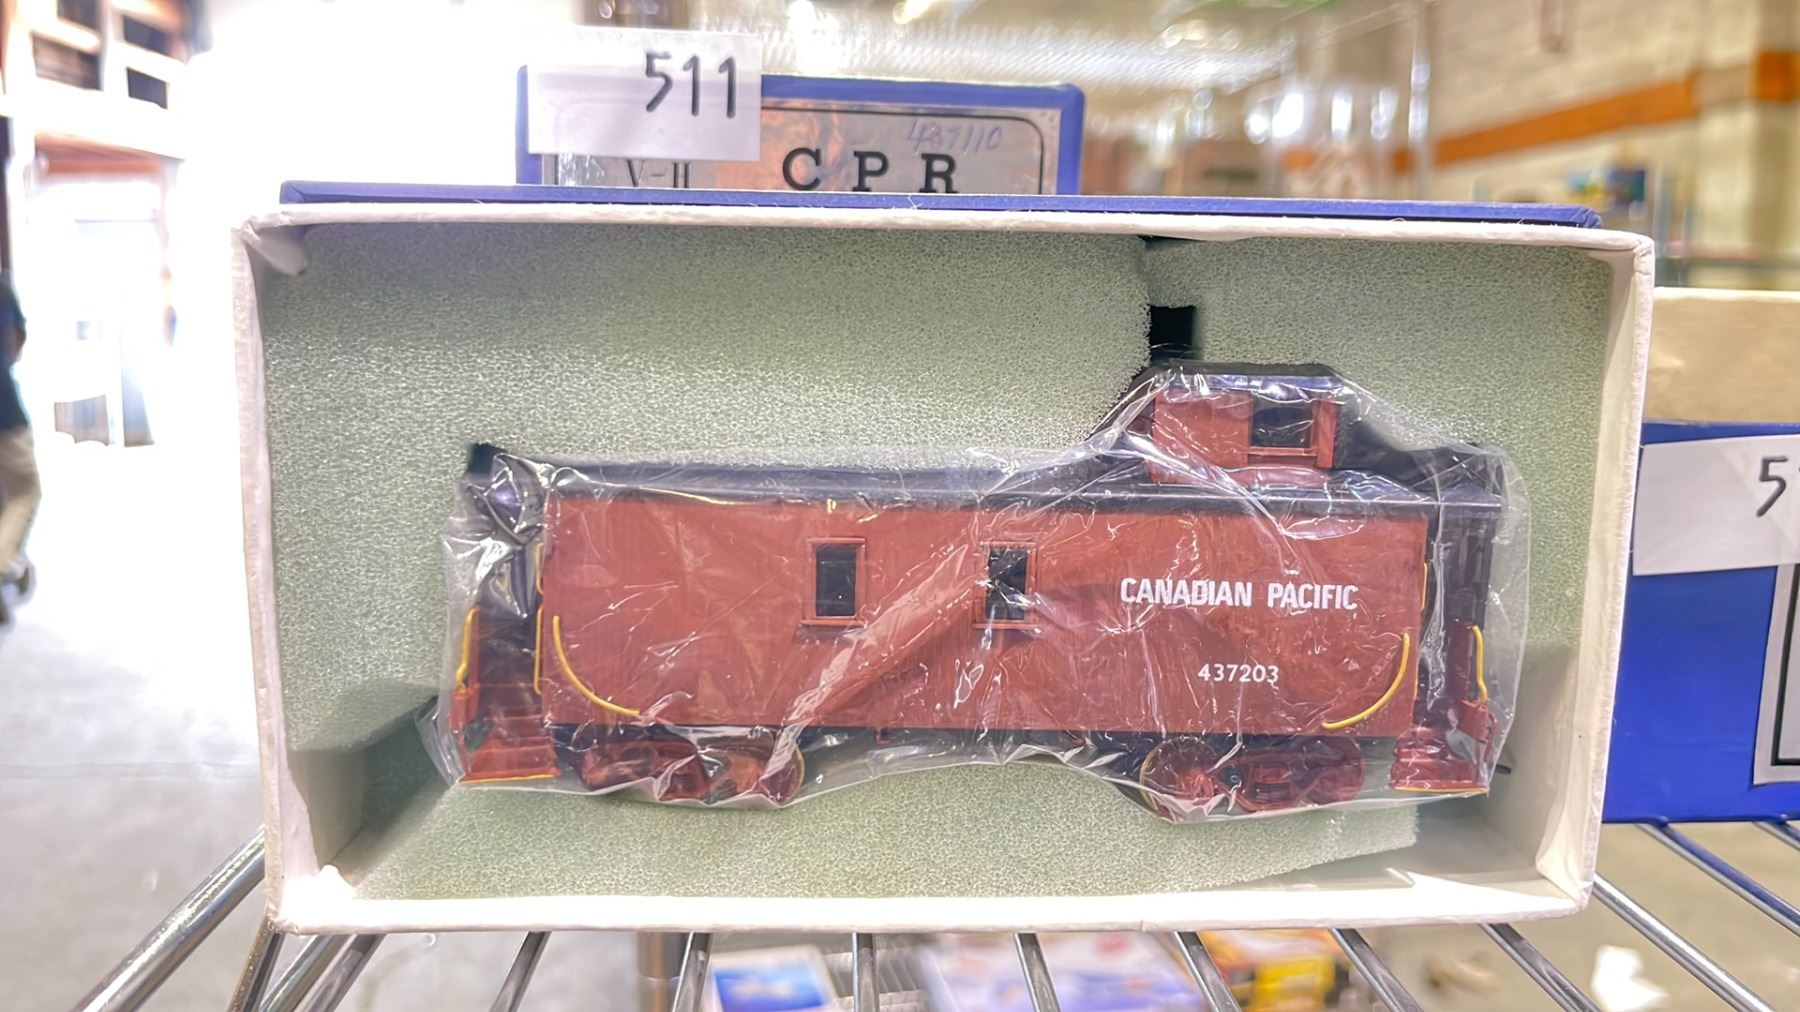 511
437110
V-H CPR
CANADIAN PACIFIC
437203